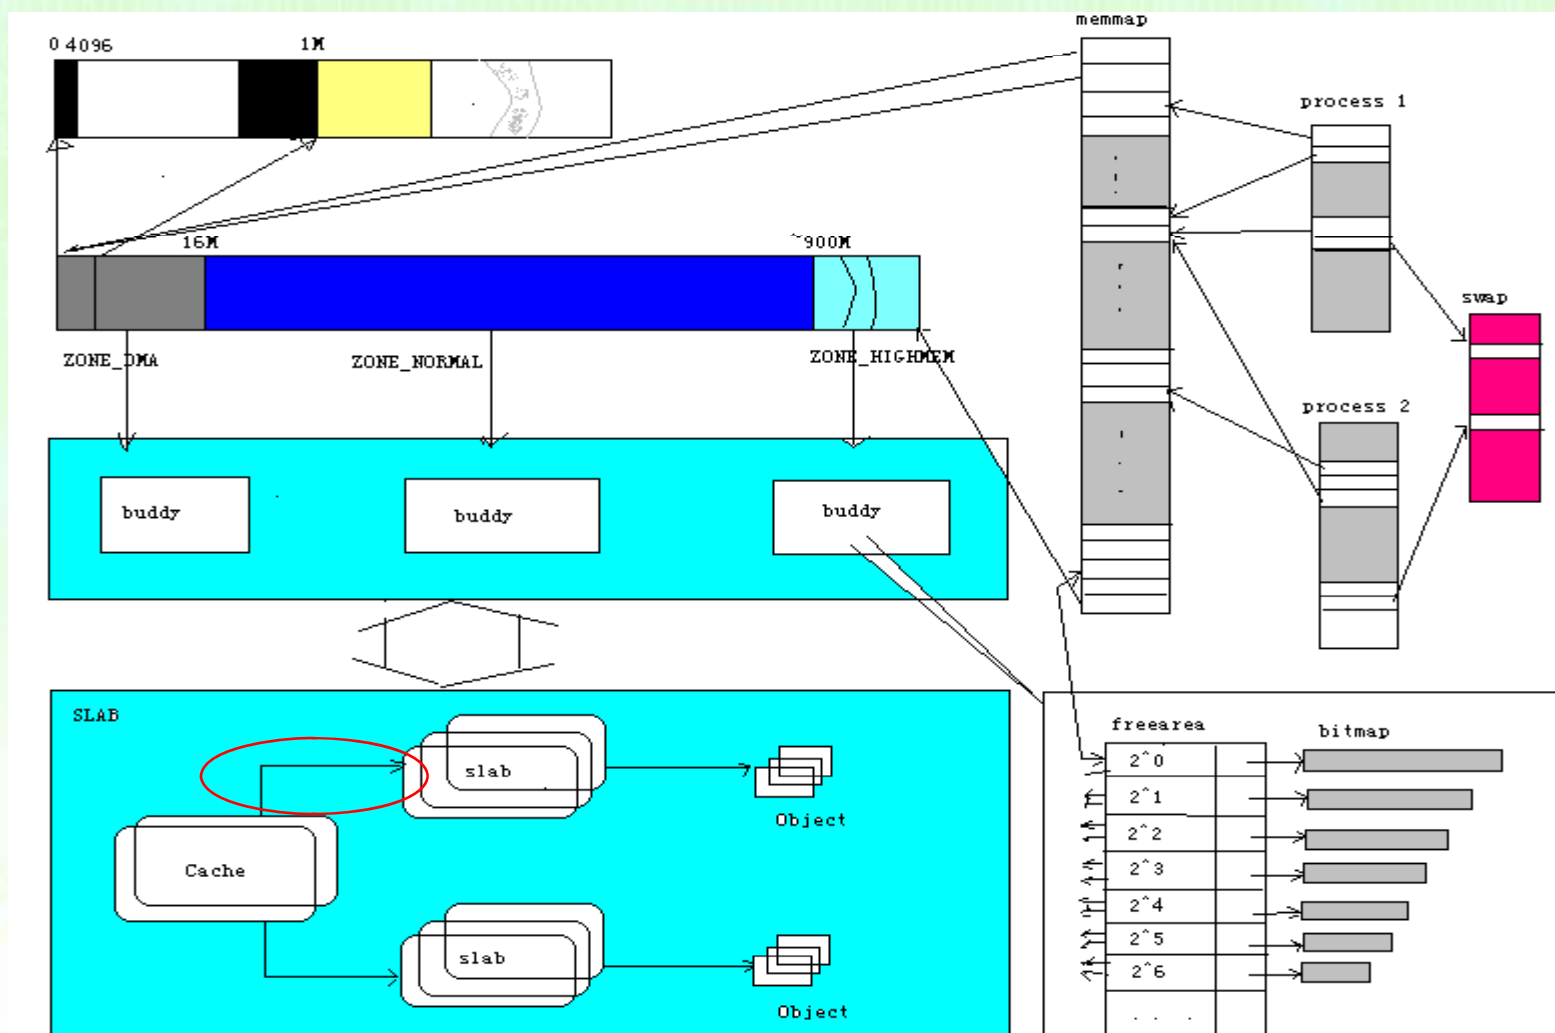 0 4096
1M
memmap
process 1
16M
~900M
swap
ZONE_DMA
ZONE_NORMAL
ZONE_HIGHMEM
process 2
buddy
buddy
buddy
SLAB
slab
Object
Cache
slab
Object
freearea
bitmap
2^0
2^1
2^2
2^3
2^4
2^5
2^6
. . .